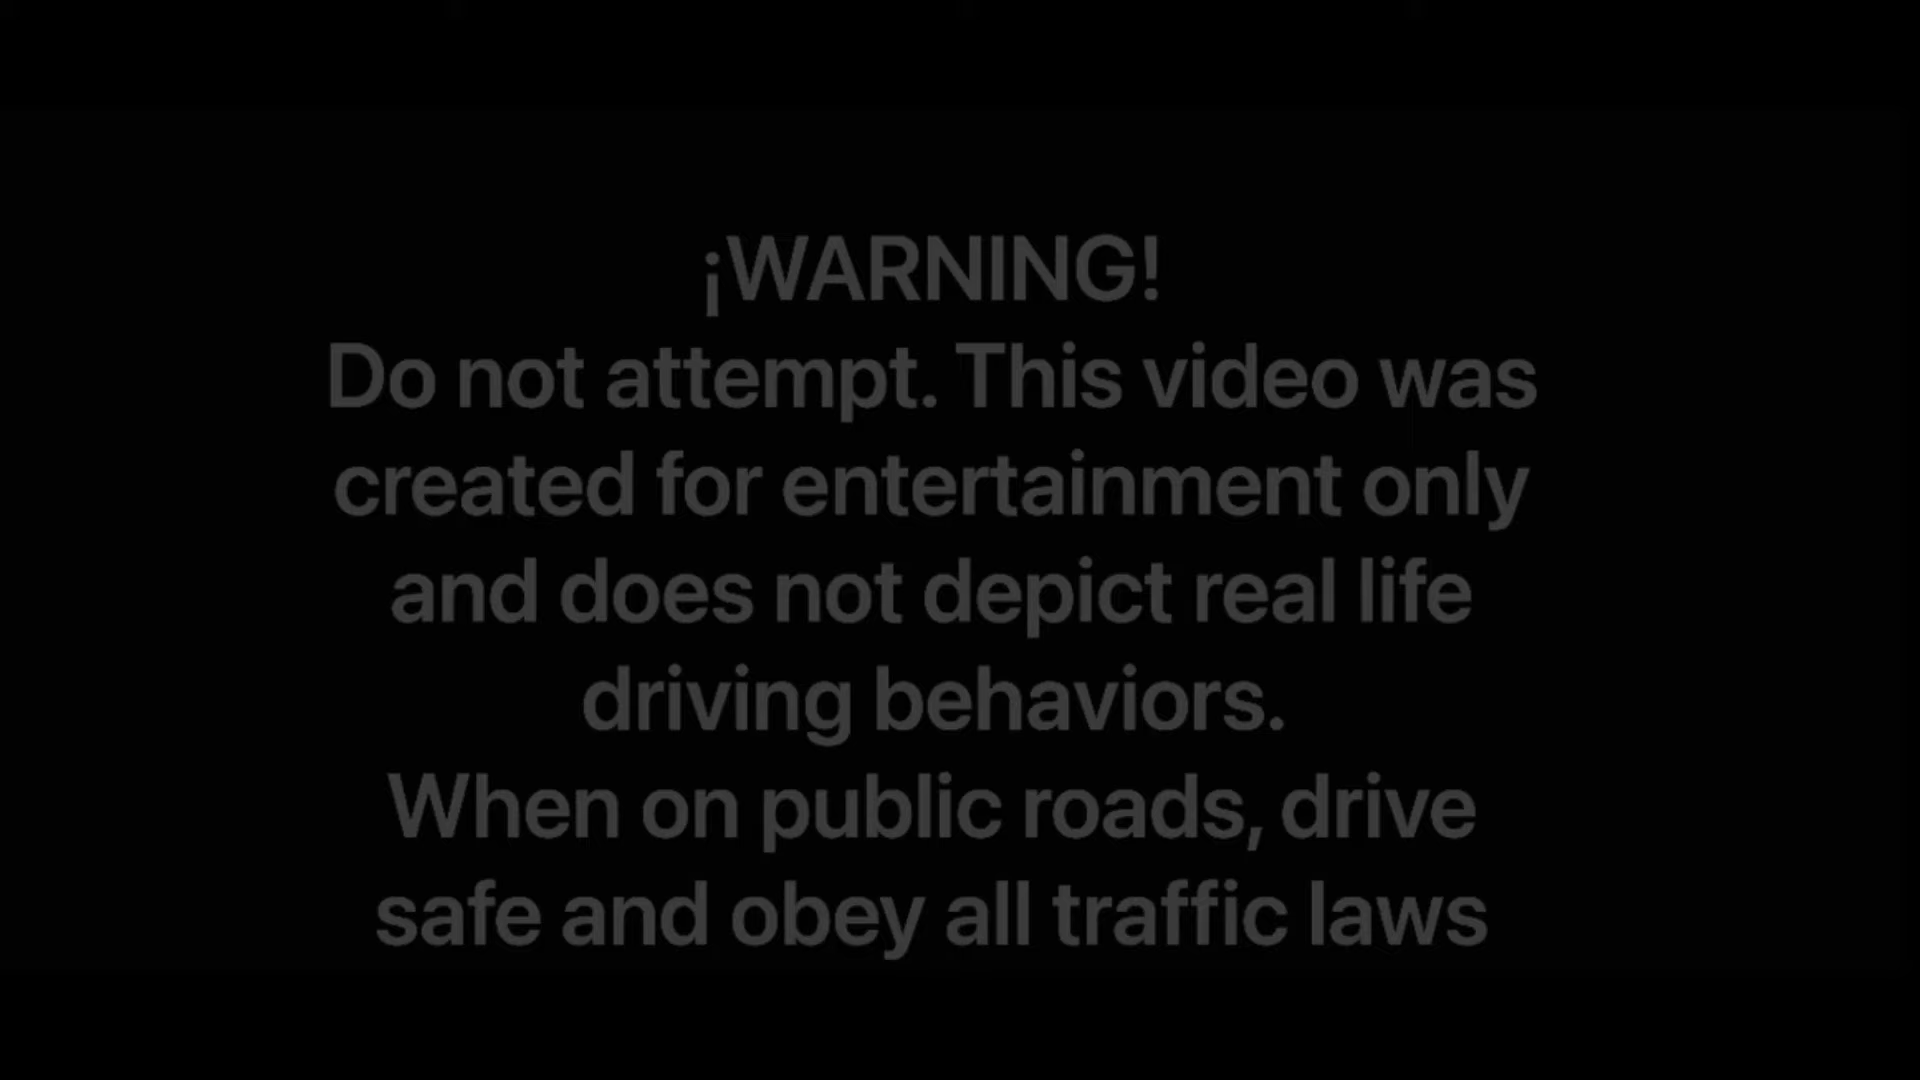 ¡WARNING!
Do not attempt. This video was
created for entertainment only
and does not depict real life
driving behaviors.
When on public roads, drive
safe and obey all traffic laws